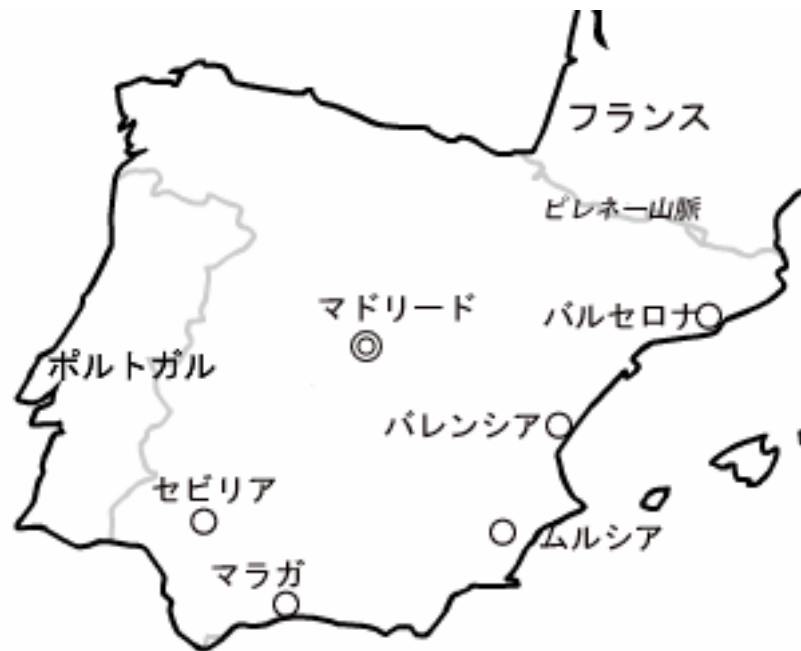 フランス
ピレネー山脈
マドリード
バルセロナ
ポルトガル
バレンシア
セビリア
ムルシア
マラガ